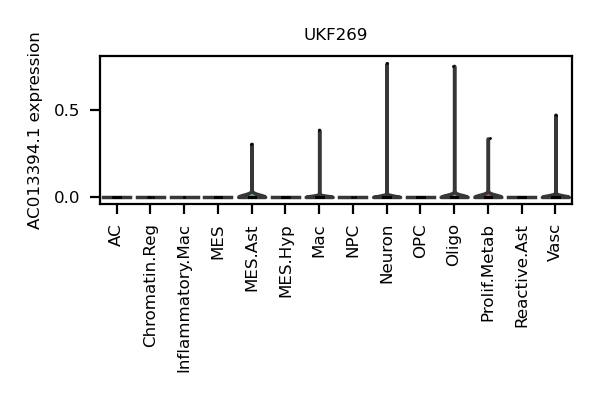 UKF269
AC013394.1 expression
0.5
0.0
AC
Chromatin.Reg
Inflammatory.Mac
MES
MES.Ast
MES.Hyp
Mac
NPC
Neuron
OPC
Oligo
Prolif.Metab
Reactive.Ast
Vasc